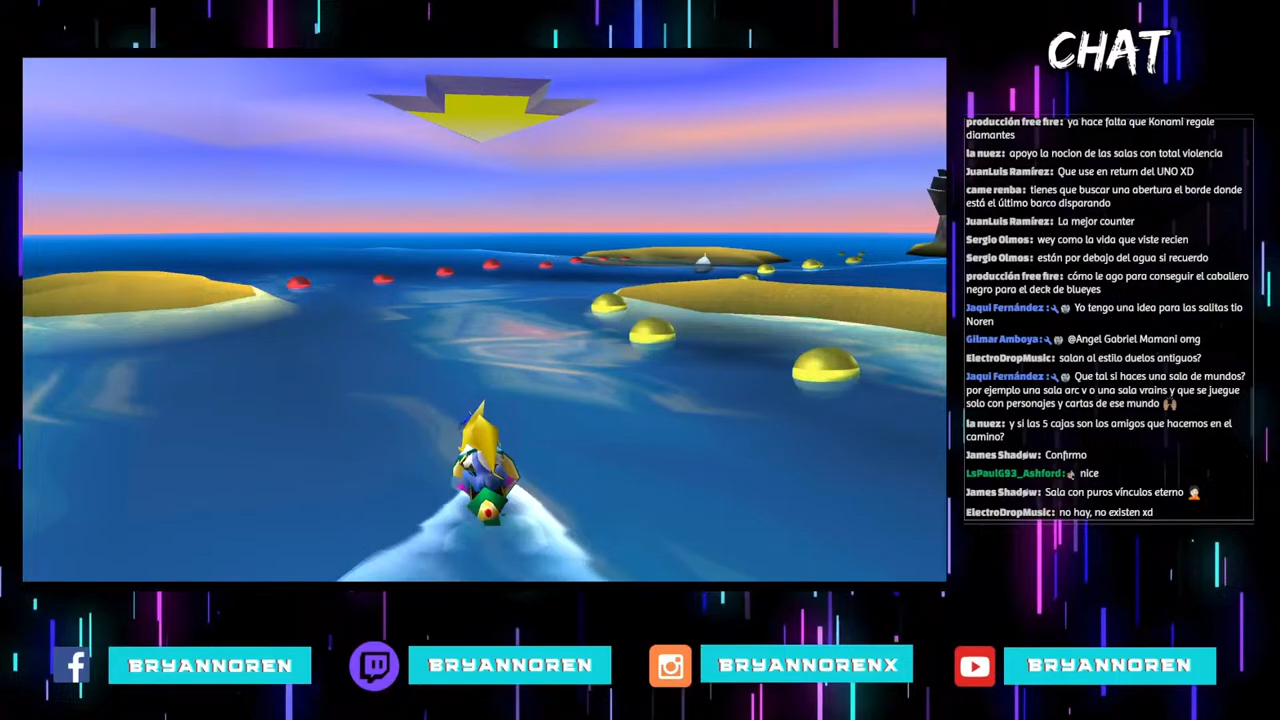 CHAT
producción free fire: ya hace falta que Konami regale
diamantes
la nuez: apoyo la nocion de las salas con total violencia
JuanLuis Ramírez: Que use en return del UNO XD
came renba: tienes que buscar una abertura el borde donde
está el último barco disparando
JuanLuis Ramírez: La mejor counter
Sergio Olmos: wey como la vida que viste recien
Sergio Olmos: están por debajo del agua si recuerdo
producción free fire: cómo le ago para conseguir el caballero
negro para el deck de blueyes
Jaqui Fernández: Yo tengo una idea para las salitas tio
Noren
Gilmar Amboya: @Angel Gabriel Mamani omg
ElectroDropMusic: salan al estilo duelos antiguos?
Jaqui Fernández: Que tal si haces una sala de mundos?
por ejemplo una sala arc v o una sala vrains y que se juegue
solo con personajes y cartas de ese mundo 🙌🏽
la nuez: y si las 5 cajas son los amigos que hacemos en el
camino?
James Shadøw: Confirmo
LsPaulG93_Ashford: nice
James Shadøw: Sala con puros vínculos eterno 🤦🏻
ElectroDropMusic: no hay, no existen xd
BRYANNOREN
BRYANNOREN
BRYANNORENX
BRYANNOREN